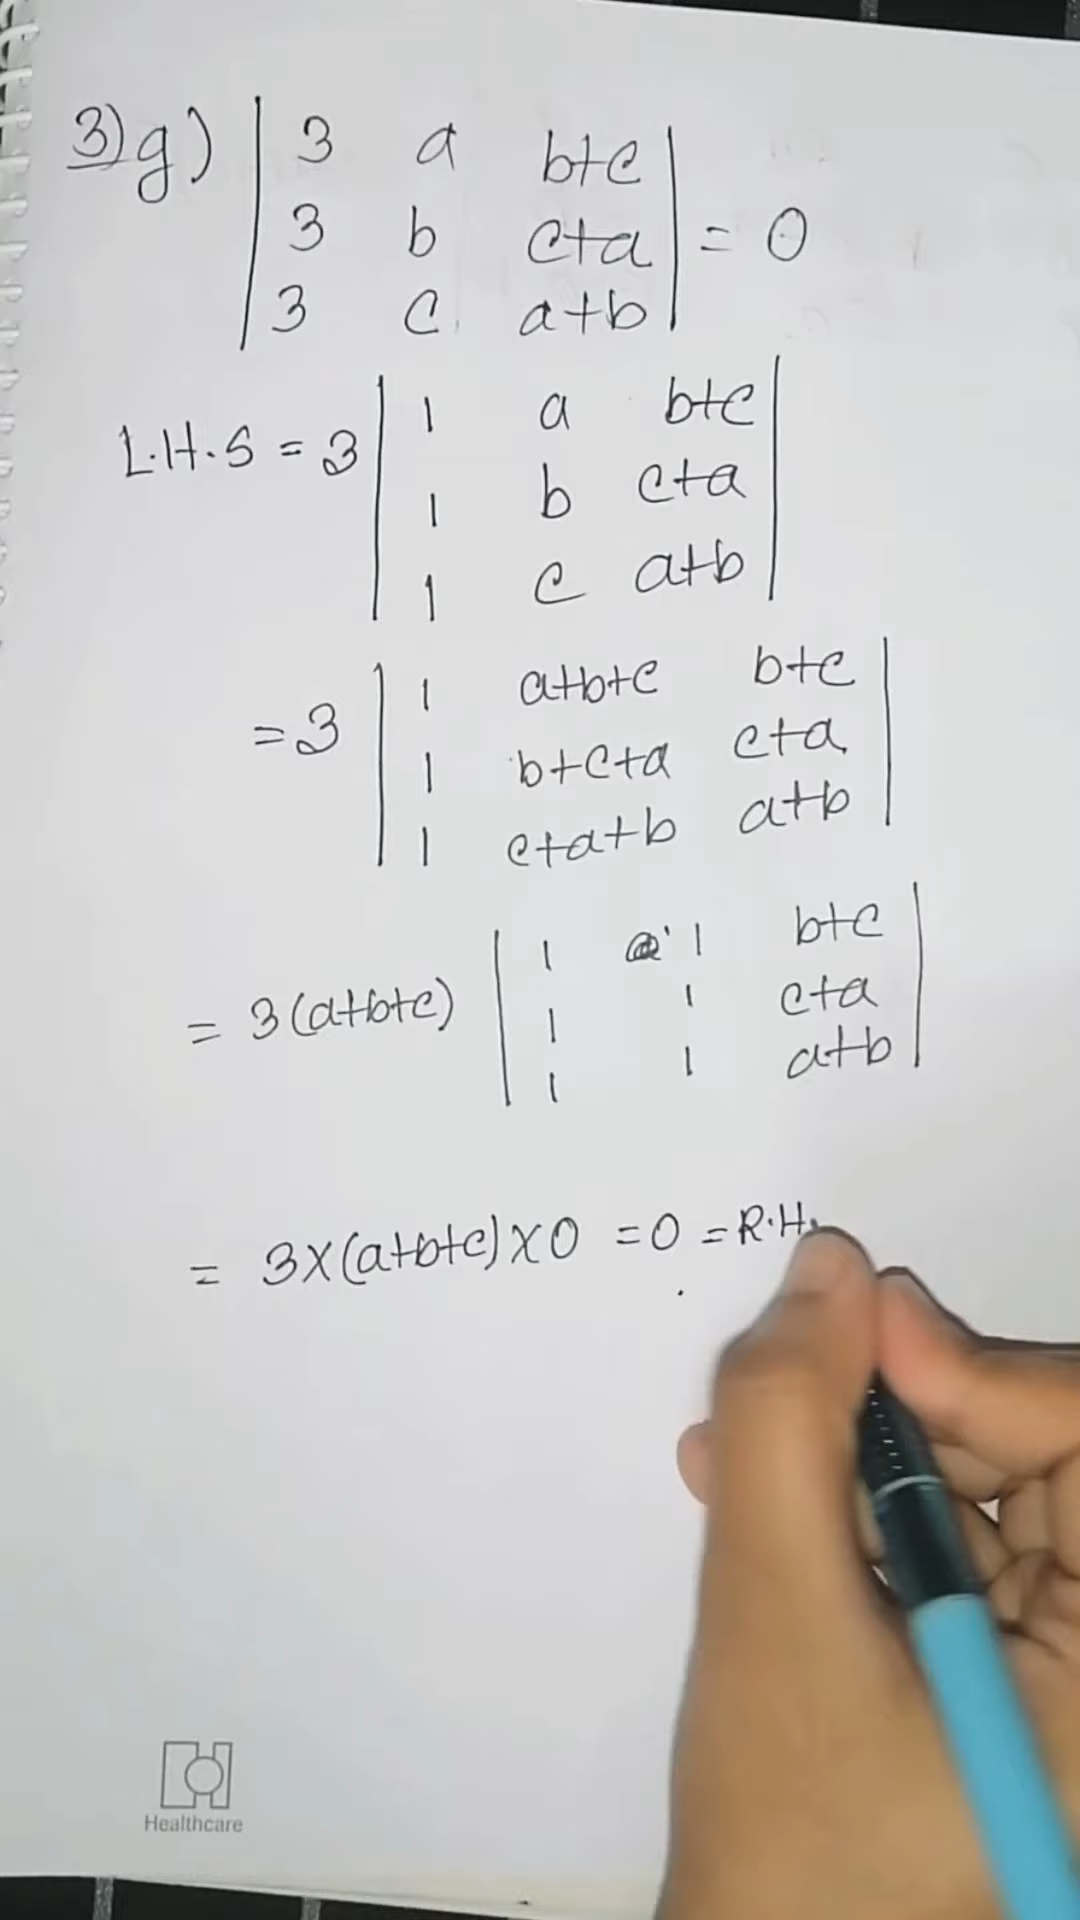 3)g) | 3 a b+c |
| 3 b c+a | = 0
| 3 c a+b |
L.H.S = 3 | 1 a b+c |
| 1 b c+a |
| 1 c a+b |
= 3 | 1 a+b+c b+c |
| 1 b+c+a c+a |
| 1 c+a+b a+b |
= 3(a+b+c) | 1 1 b+c |
| 1 1 c+a |
| 1 1 a+b |
= 3×(a+b+c)×0 = 0 = R.H.
Healthcare